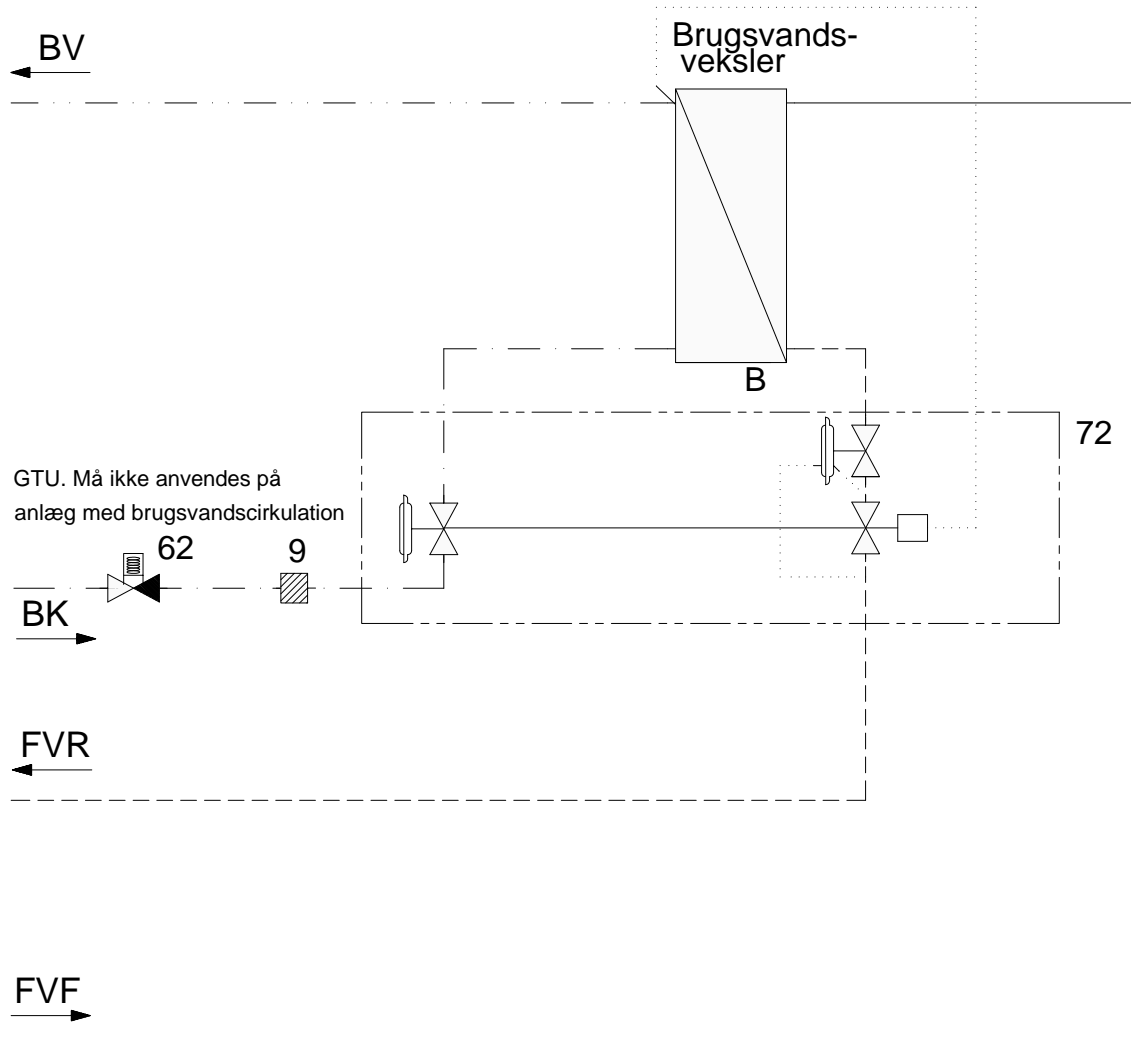 BV
Brugsvands-
veksler
B
72
GTU. Må ikke anvendes på
anlæg med brugsvandscirkulation
62
9
BK
FVR
FVF